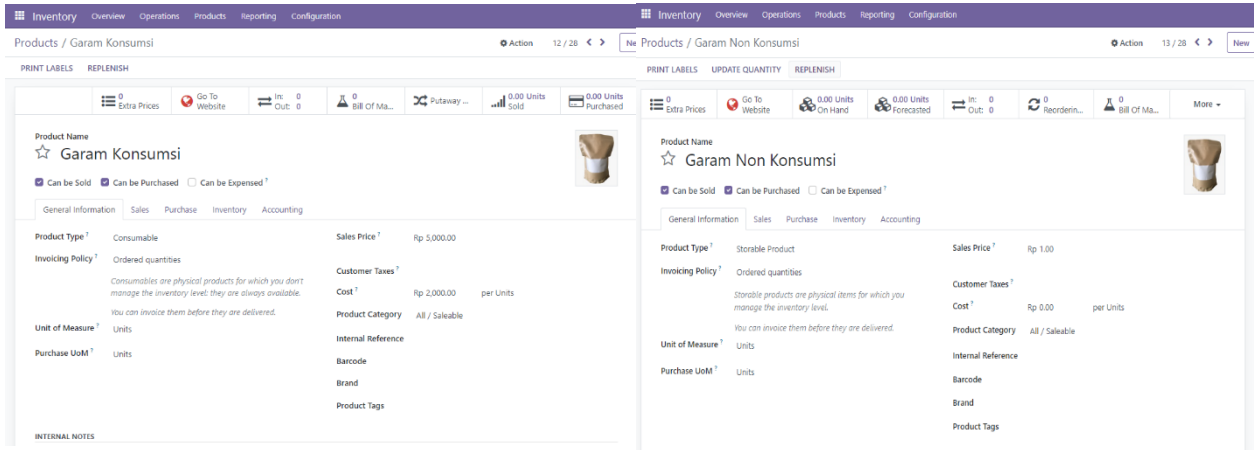 Inventory Overview Operations Products Reporting Configuration
Products / Garam Konsumsi Action 12 / 28
PRINT LABELS REPLENISH
0 Extra Prices Go To Website In: 0 Out: 0 0 Bill Of Ma... Putaway ... 0.00 Units Sold 0.00 Units Purchased
Product Name
Garam Konsumsi
Can be Sold Can be Purchased Can be Expensed ?
General Information Sales Purchase Inventory Accounting
Product Type ? Consumable Sales Price ? Rp 5,000.00
Invoicing Policy ? Ordered quantities
Consumables are physical products for which you don't
manage the inventory level: they are always available.
You can invoice them before they are delivered.
Customer Taxes ?
Cost ? Rp 2,000.00 per Units
Product Category All / Saleable
Unit of Measure ? Units
Internal Reference
Purchase UoM ? Units
Barcode
Brand
Product Tags
INTERNAL NOTES
Inventory Overview Operations Products Reporting Configuration
Products / Garam Non Konsumsi Action 13 / 28 New
PRINT LABELS UPDATE QUANTITY REPLENISH
0 Extra Prices Go To Website 0.00 Units On Hand 0.00 Units Forecasted In: 0 Out: 0 0 Reorderin... 0 Bill Of Ma... More
Product Name
Garam Non Konsumsi
Can be Sold Can be Purchased Can be Expensed ?
General Information Sales Purchase Inventory Accounting
Product Type ? Storable Product Sales Price ? Rp 1.00
Invoicing Policy ? Ordered quantities
Storable products are physical items for which you
manage the inventory level.
You can invoice them before they are delivered.
Customer Taxes ?
Cost ? Rp 0.00 per Units
Product Category All / Saleable
Unit of Measure ? Units
Internal Reference
Purchase UoM ? Units
Barcode
Brand
Product Tags